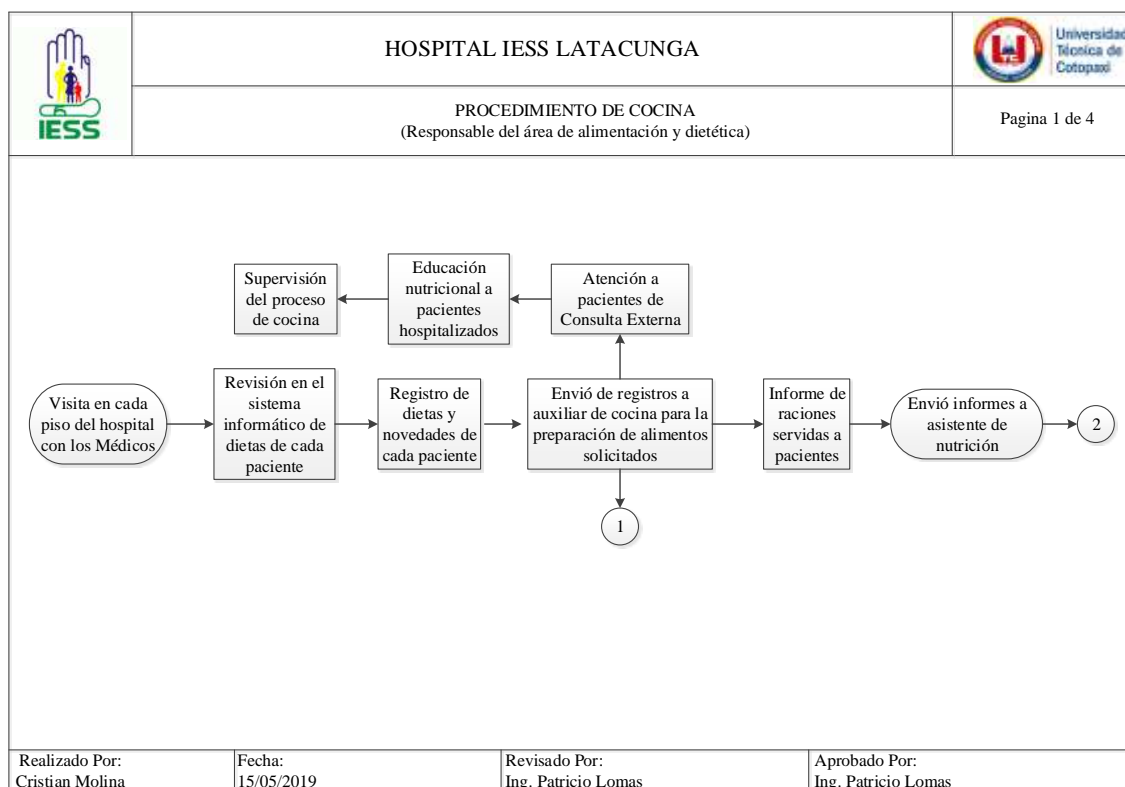 IESS
HOSPITAL IESS LATACUNGA
Universidad
Técnica de
Cotopaxi
PROCEDIMIENTO DE COCINA
(Responsable del área de alimentación y dietética)
Pagina 1 de 4
Supervisión
del proceso
de cocina
Educación
nutricional a
pacientes
hospitalizados
Atención a
pacientes de
Consulta Externa
Visita en cada
piso del hospital
con los Médicos
Revisión en el
sistema
informático de
dietas de cada
paciente
Registro de
dietas y
novedades de
cada paciente
Envió de registros a
auxiliar de cocina para la
preparación de alimentos
solicitados
Informe de
raciones
servidas a
pacientes
Envió informes a
asistente de
nutrición
2
1
Realizado Por:
Cristian Molina
Fecha:
15/05/2019
Revisado Por:
Ing. Patricio Lomas
Aprobado Por:
Ing. Patricio Lomas